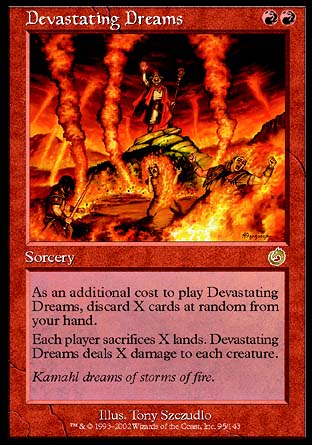 Devastating Dreams
Sorcery
As an additional cost to play Devastating
Dreams, discard X cards at random from
your hand.
Each player sacrifices X lands. Devastating
Dreams deals X damage to each creature.
Kamahl dreams of storms of fire.
Illus. Tony Szczudlo
™ & © 1993–2002 Wizards of the Coast, Inc. 95/143